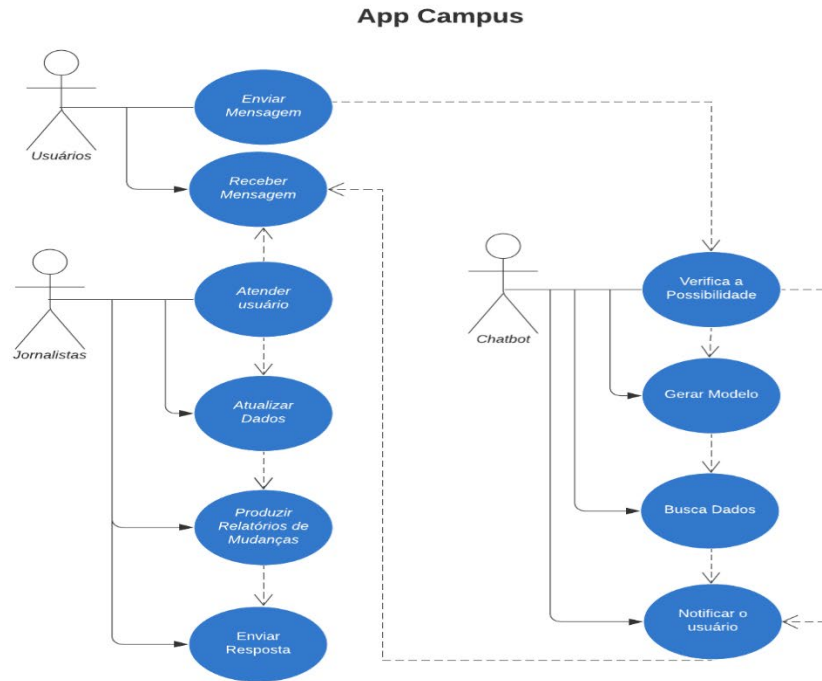 App Campus
Enviar
Mensagem
Usuários
Receber
Mensagem
Atender
usuário
Jornalistas
Atualizar
Dados
Produzir
Relatórios de
Mudanças
Enviar
Resposta
Verifica a
Possibilidade
Chatbot
Gerar Modelo
Busca Dados
Notificar o
usuário